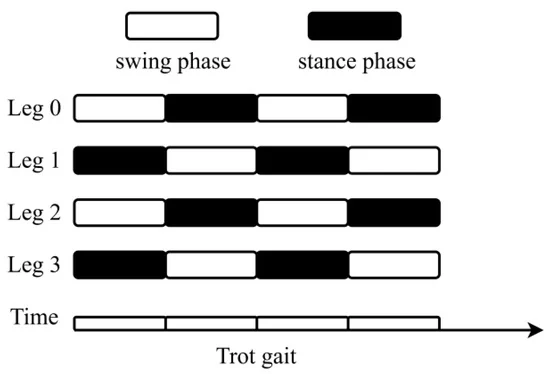 swing phase
stance phase
Leg 0
Leg 1
Leg 2
Leg 3
Time
Trot gait